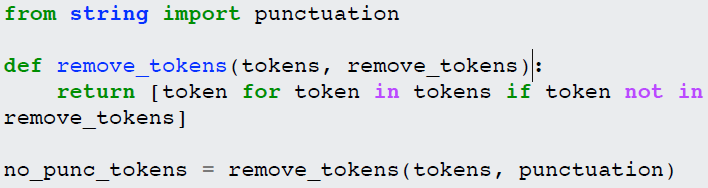 from string import punctuation
def remove_tokens(tokens, remove_tokens):
    return [token for token in tokens if token not in
remove_tokens]
no_punc_tokens = remove_tokens(tokens, punctuation)